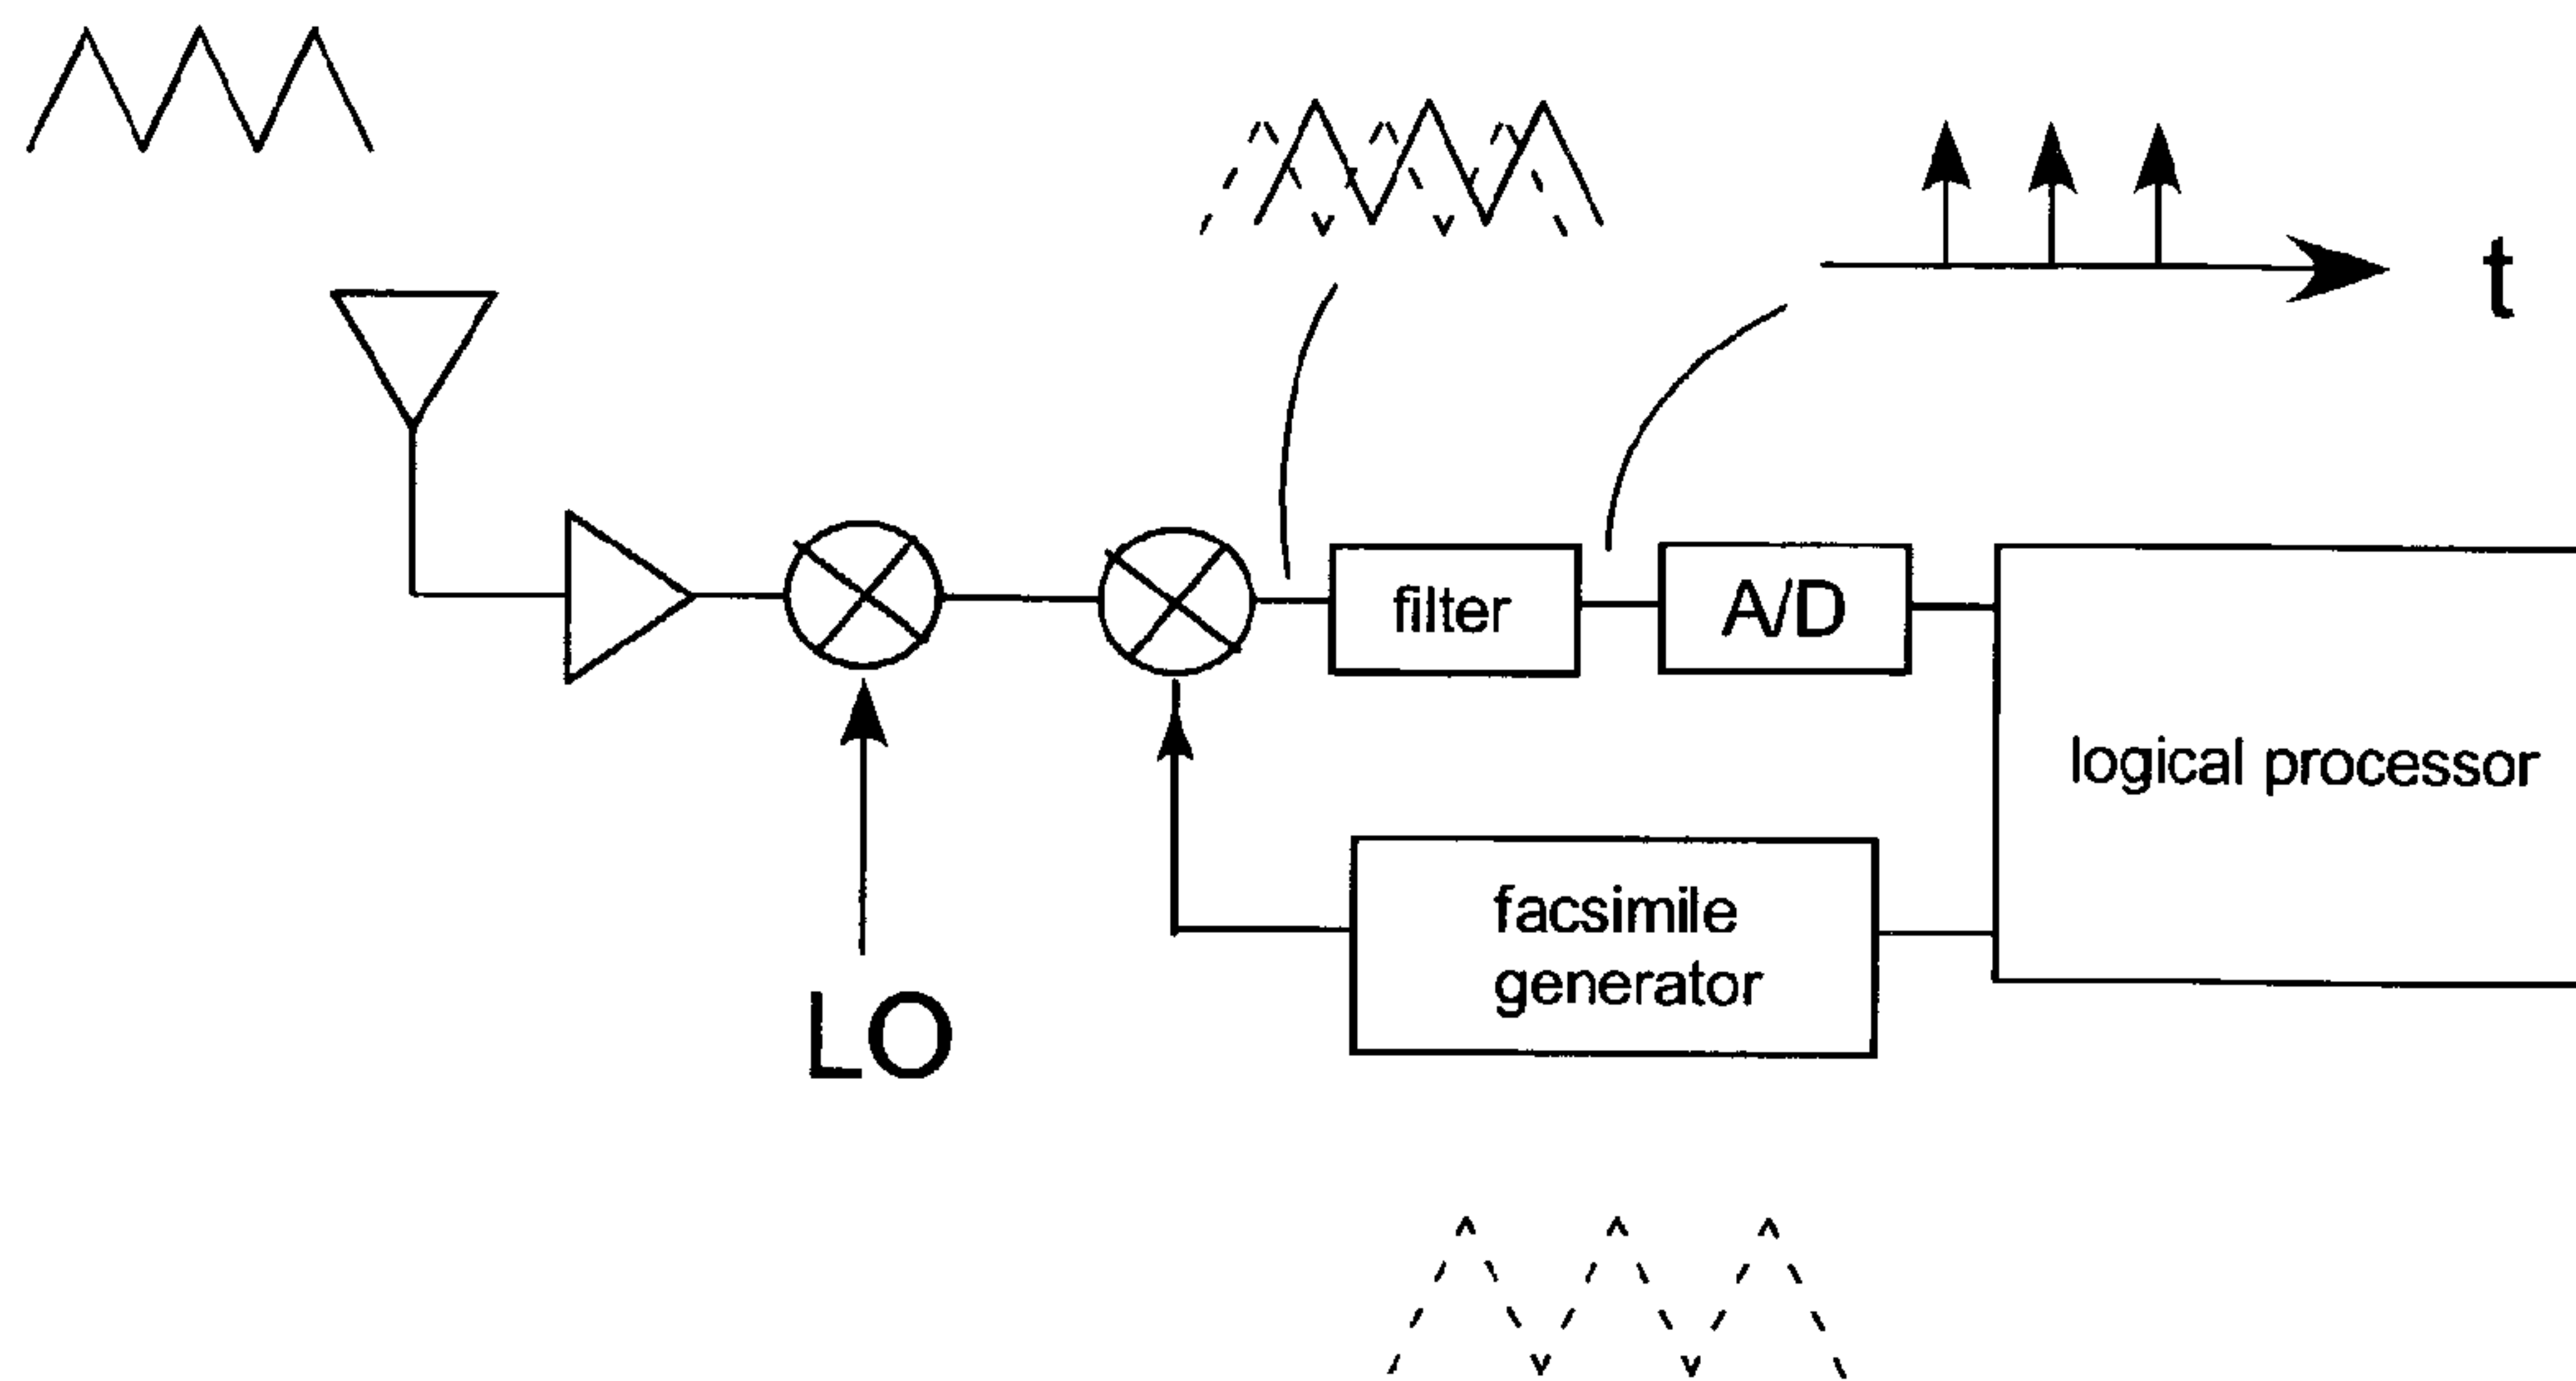 t
filter
A/D
logical processor
facsimile
generator
LO